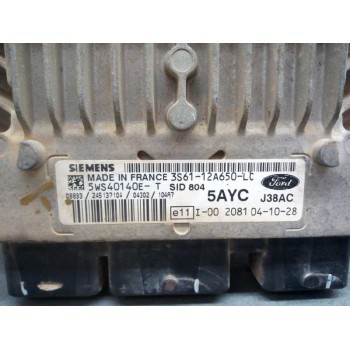 SIEMENS
MADE IN FRANCE 3S61-12A650-LC
5WS40140E- T SID 804
5AYC
Ford
J38AC
e11 I-00 2081 04-10-28